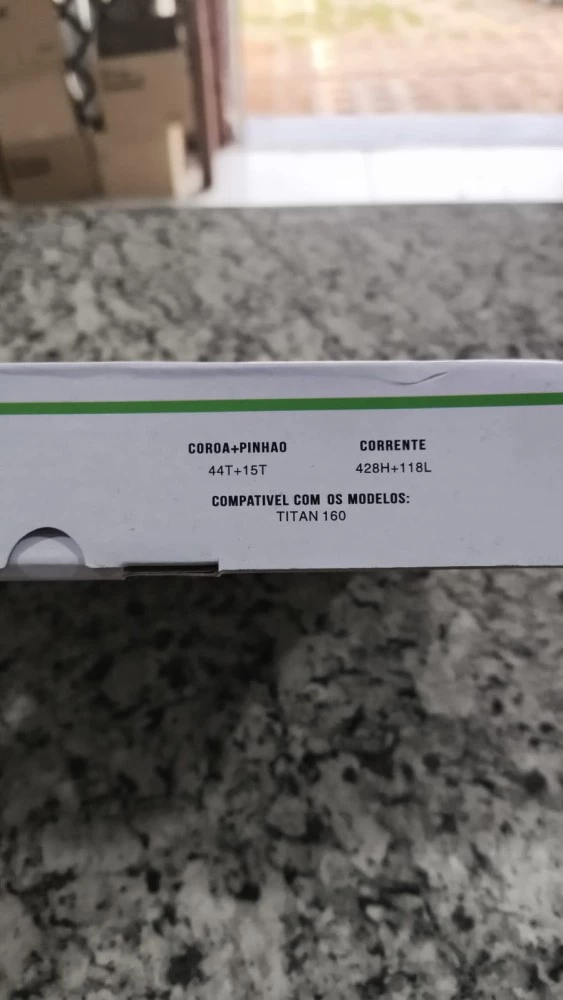 COROA+PINHAO CORRENTE
44T+15T 428H+118L
COMPATIVEL COM OS MODELOS:
TITAN 160